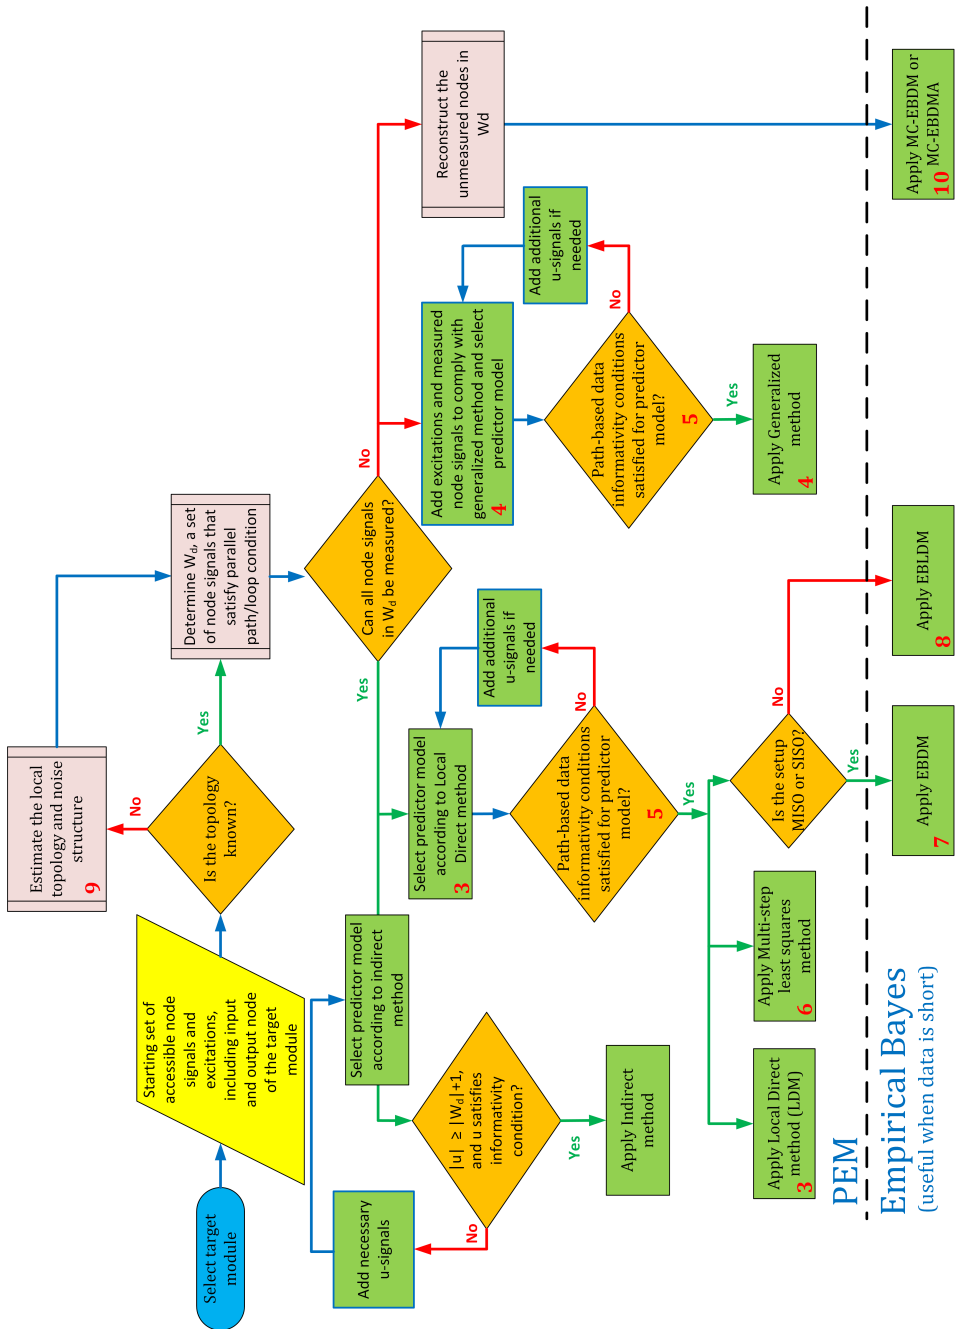 Select target
module
Starting set of
accessible node
signals and
excitations,
including input
and output node
of the target
module
Is the topology
known?
No
Yes
Estimate the local
topology and noise
structure
9
Determine Wd, a set
of node signals that
satisfy parallel
path/loop condition
Can all node signals
in Wd be measured?
Yes
No
Select predictor model
according to indirect
method
|u| ≥ |Wd|+1,
and u satisfies
informativity
condition?
No
Yes
Add necessary
u-signals
Apply Indirect
method
Select predictor model
according to Local
Direct method
3
Path-based data
informativity conditions
satisfied for predictor
model?
5
No
Yes
Add additional
u-signals if
needed
Add excitations and measured
node signals to comply with
generalized method and select
predictor model
4
Path-based data
informativity conditions
satisfied for predictor
model?
5
No
Yes
Add additional
u-signals if
needed
Apply Generalized
method
4
Reconstruct the
unmeasured nodes in
Wd
Apply Local Direct
method (LDM)
3
Apply Multi-step
least squares
method
6
Is the setup
MISO or SISO?
No
Yes
PEM
Empirical Bayes
(useful when data is short)
Apply EBDM
7
Apply EBLDM
8
Apply MC-EBDM or
MC-EBDMA
10